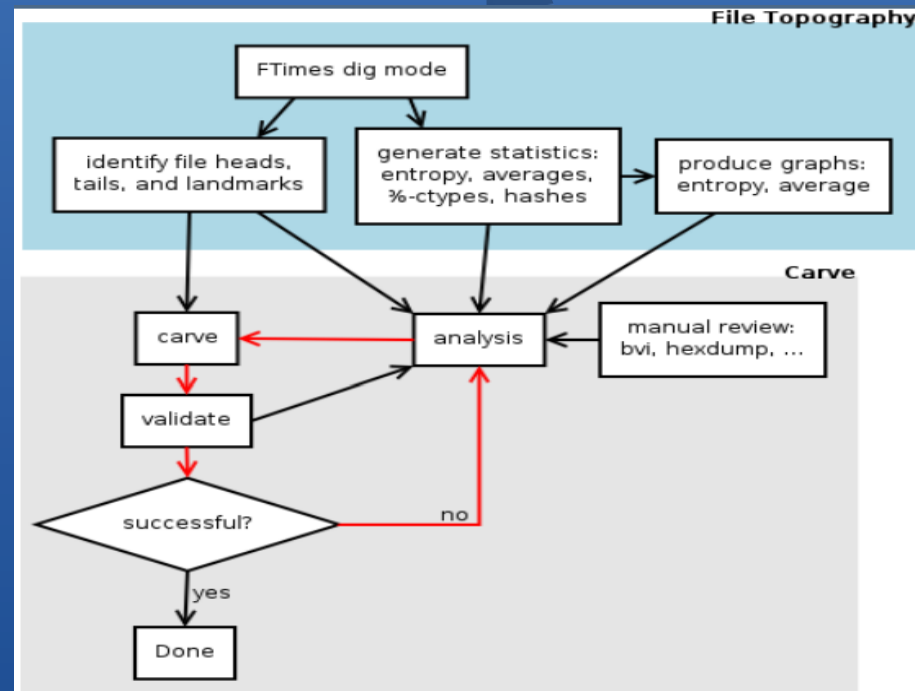 File Topography
FTimes dig mode
identify file heads,
tails, and landmarks
generate statistics:
entropy, averages,
%-ctypes, hashes
produce graphs:
entropy, average
Carve
carve
analysis
manual review:
bvi, hexdump, ...
validate
successful?
no
yes
Done